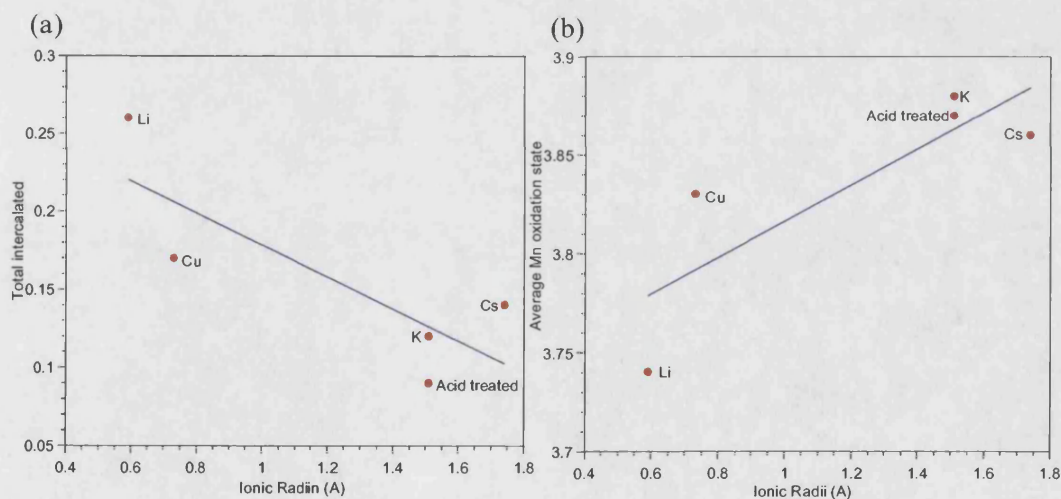 (a)
0.3
0.25
0.2
0.15
0.1
0.05
Total intercalated
Li
Cu
Cs
K
Acid treated
0.4 0.6 0.8 1 1.2 1.4 1.6 1.8
Ionic Radiin (A)
(b)
3.9
3.85
3.8
3.75
3.7
Average Mn oxidation state
K
Acid treated
Cs
Cu
Li
0.4 0.6 0.8 1 1.2 1.4 1.6 1.8
Ionic Radii (A)